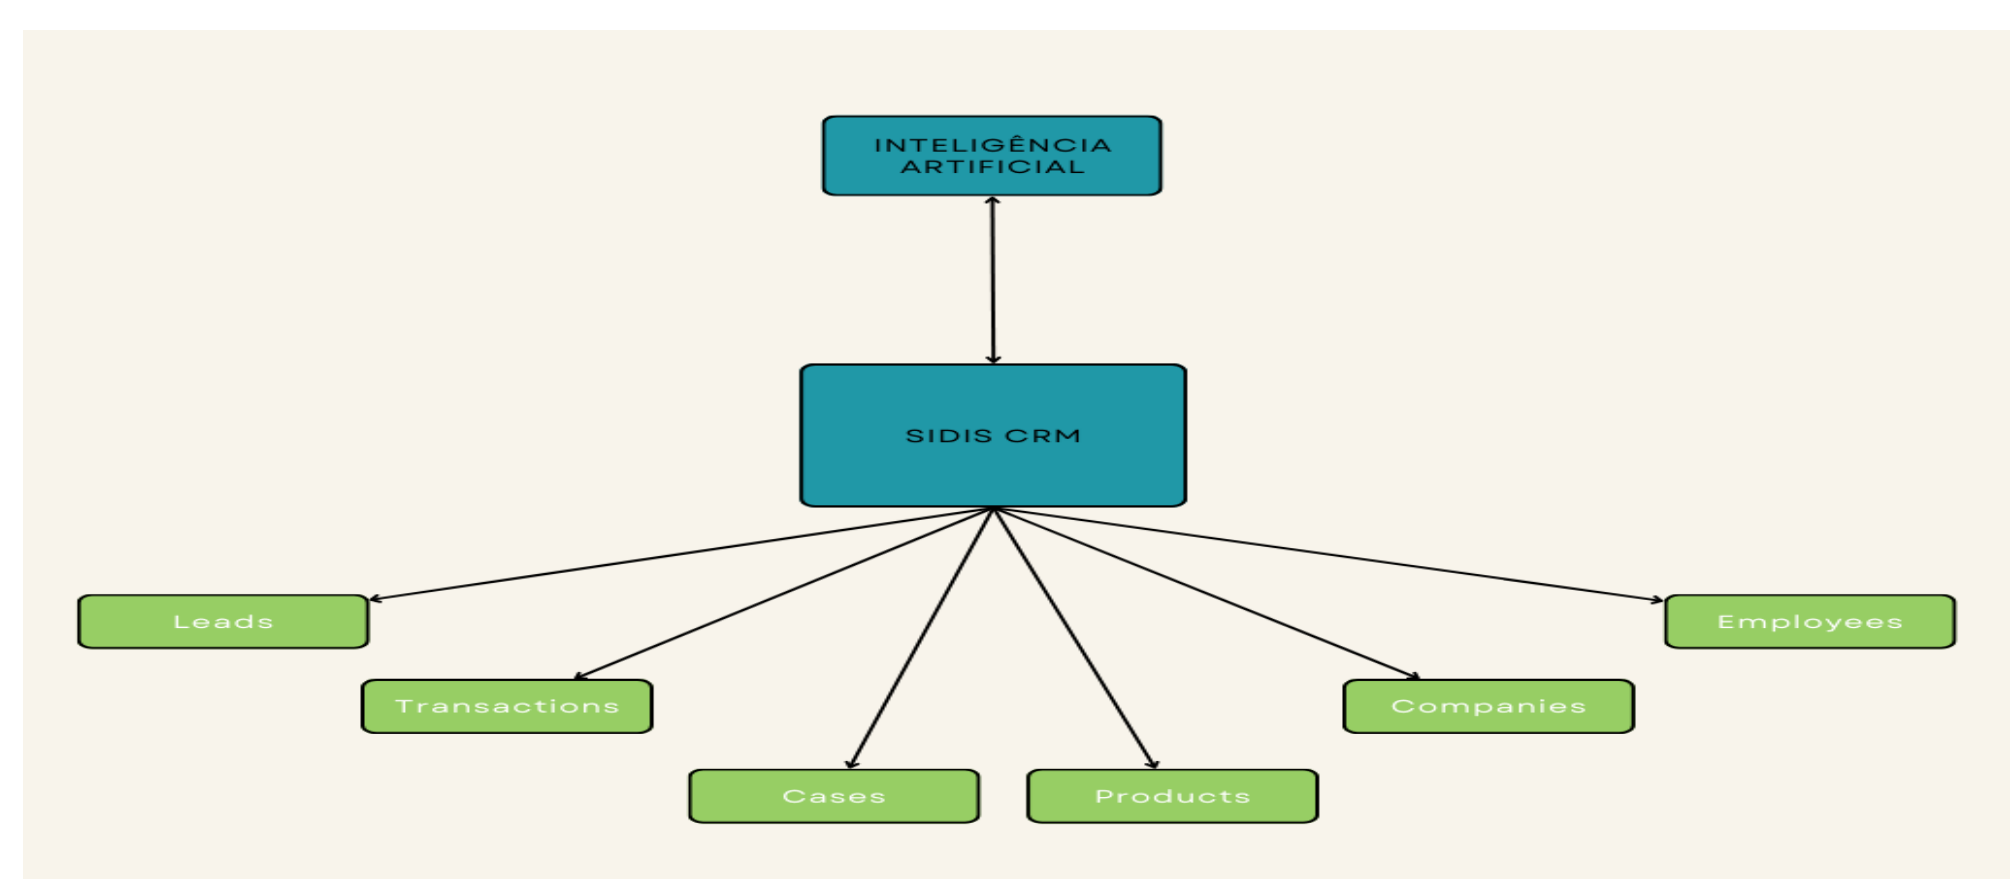 INTELIGÊNCIA
ARTIFICIAL
SIDIS CRM
Leads
Employees
Transactions
Companies
Cases
Products